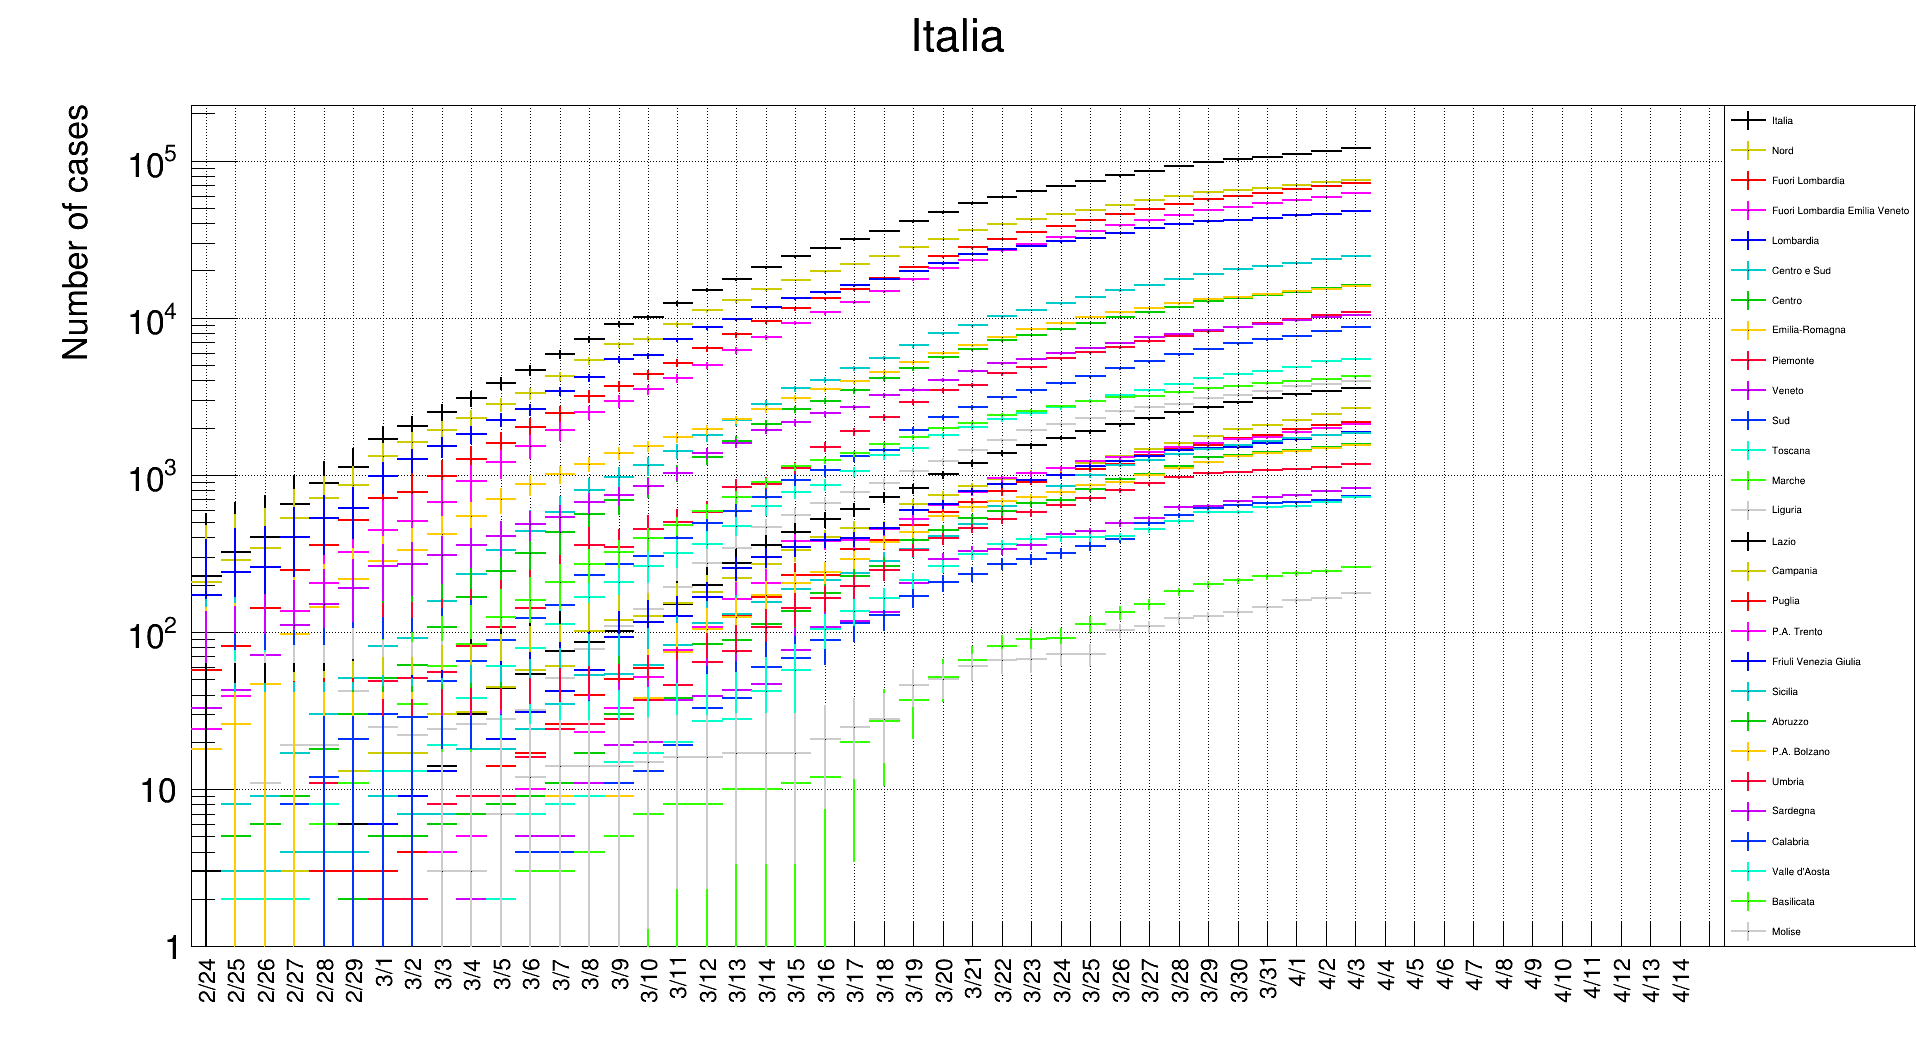 Italia
Number of cases
10^5
10^4
10^3
10^2
10
1
2/24 2/25 2/26 2/27 2/28 2/29 3/1 3/2 3/3 3/4 3/5 3/6 3/7 3/8 3/9 3/10 3/11 3/12 3/13 3/14 3/15 3/16 3/17 3/18 3/19 3/20 3/21 3/22 3/23 3/24 3/25 3/26 3/27 3/28 3/29 3/30 3/31 4/1 4/2 4/3 4/4 4/5 4/6 4/7 4/8 4/9 4/10 4/11 4/12 4/13 4/14
Italia
Nord
Fuori Lombardia
Fuori Lombardia Emilia Veneto
Lombardia
Centro e Sud
Centro
Emilia-Romagna
Piemonte
Veneto
Sud
Toscana
Marche
Liguria
Lazio
Campania
Puglia
P.A. Trento
Friuli Venezia Giulia
Sicilia
Abruzzo
P.A. Bolzano
Umbria
Sardegna
Calabria
Valle d'Aosta
Basilicata
Molise